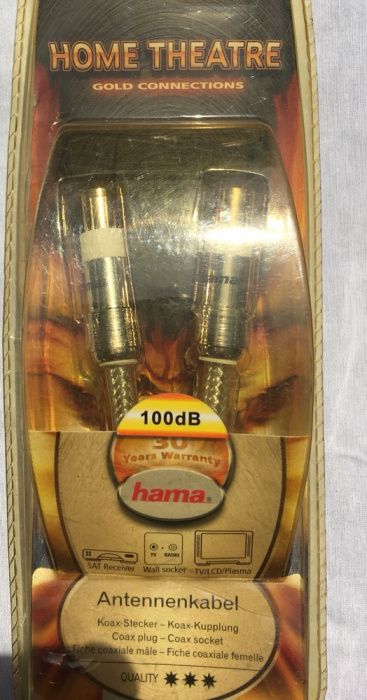 HOME THEATRE
GOLD CONNECTIONS
hama
100dB
30
Years Warranty
hama.
TV RADIO
SAT Receiver Wall socket TV/LCD/Plasma
Antennenkabel
Koax-Stecker – Koax-Kupplung
Coax plug – Coax socket
Fiche coaxiale mâle – Fiche coaxiale femelle
QUALITY ✷✷✷